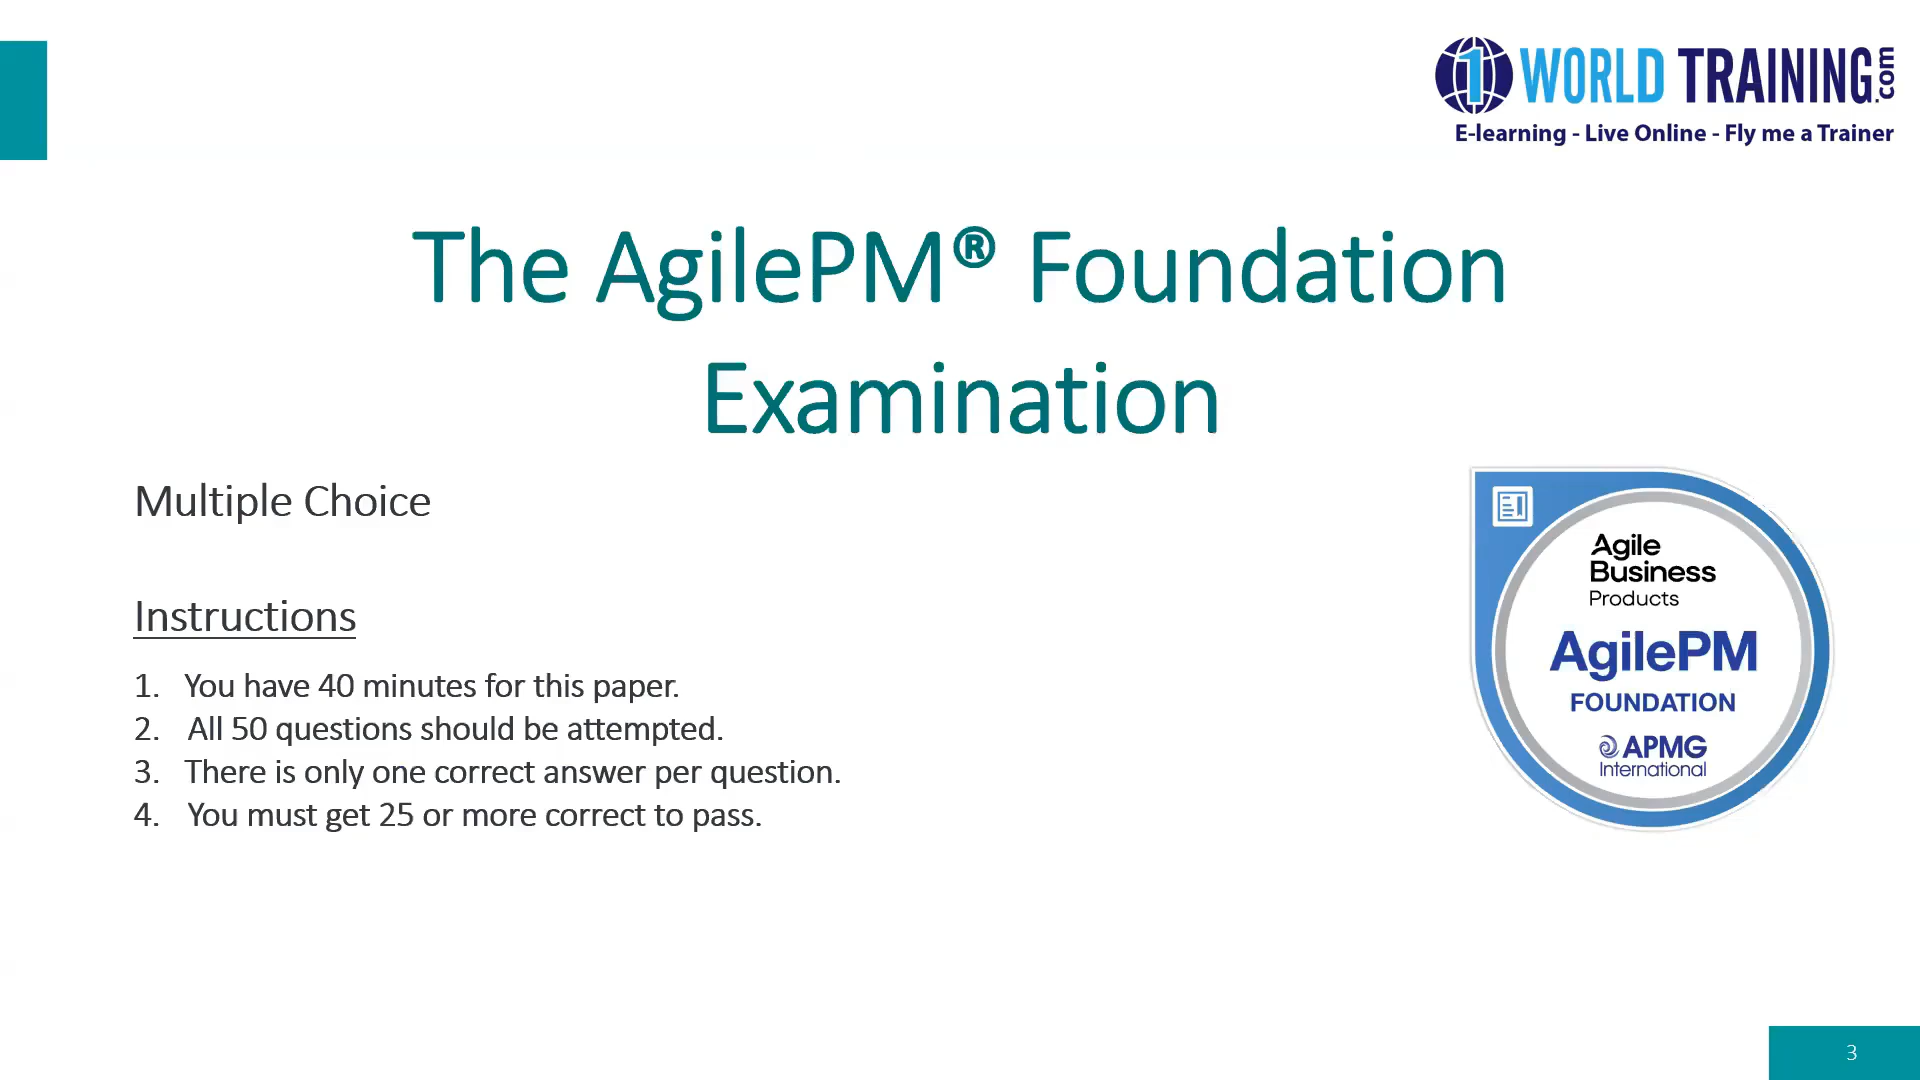 1 WORLD TRAINING.com
E-learning - Live Online - Fly me a Trainer
The AgilePM® Foundation
Examination
Multiple Choice
Instructions
1. You have 40 minutes for this paper.
2. All 50 questions should be attempted.
3. There is only one correct answer per question.
4. You must get 25 or more correct to pass.
Agile
Business
Products
AgilePM
FOUNDATION
APMG
International
3